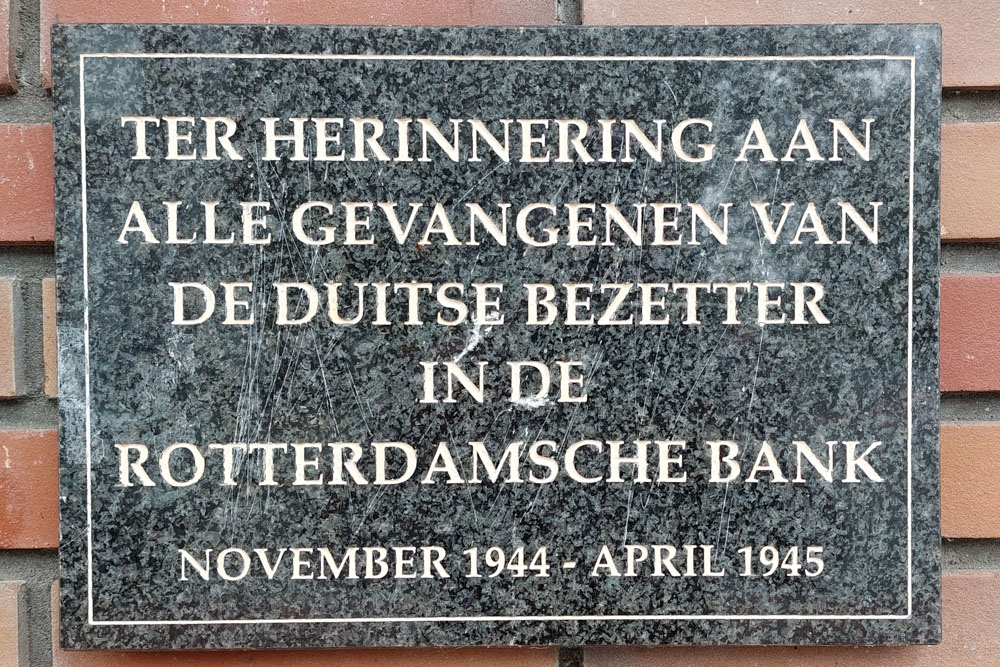 TER HERINNERING AAN
ALLE GEVANGENEN VAN
DE DUITSE BEZETTER
IN DE
ROTTERDAMSCHE BANK
NOVEMBER 1944 - APRIL 1945